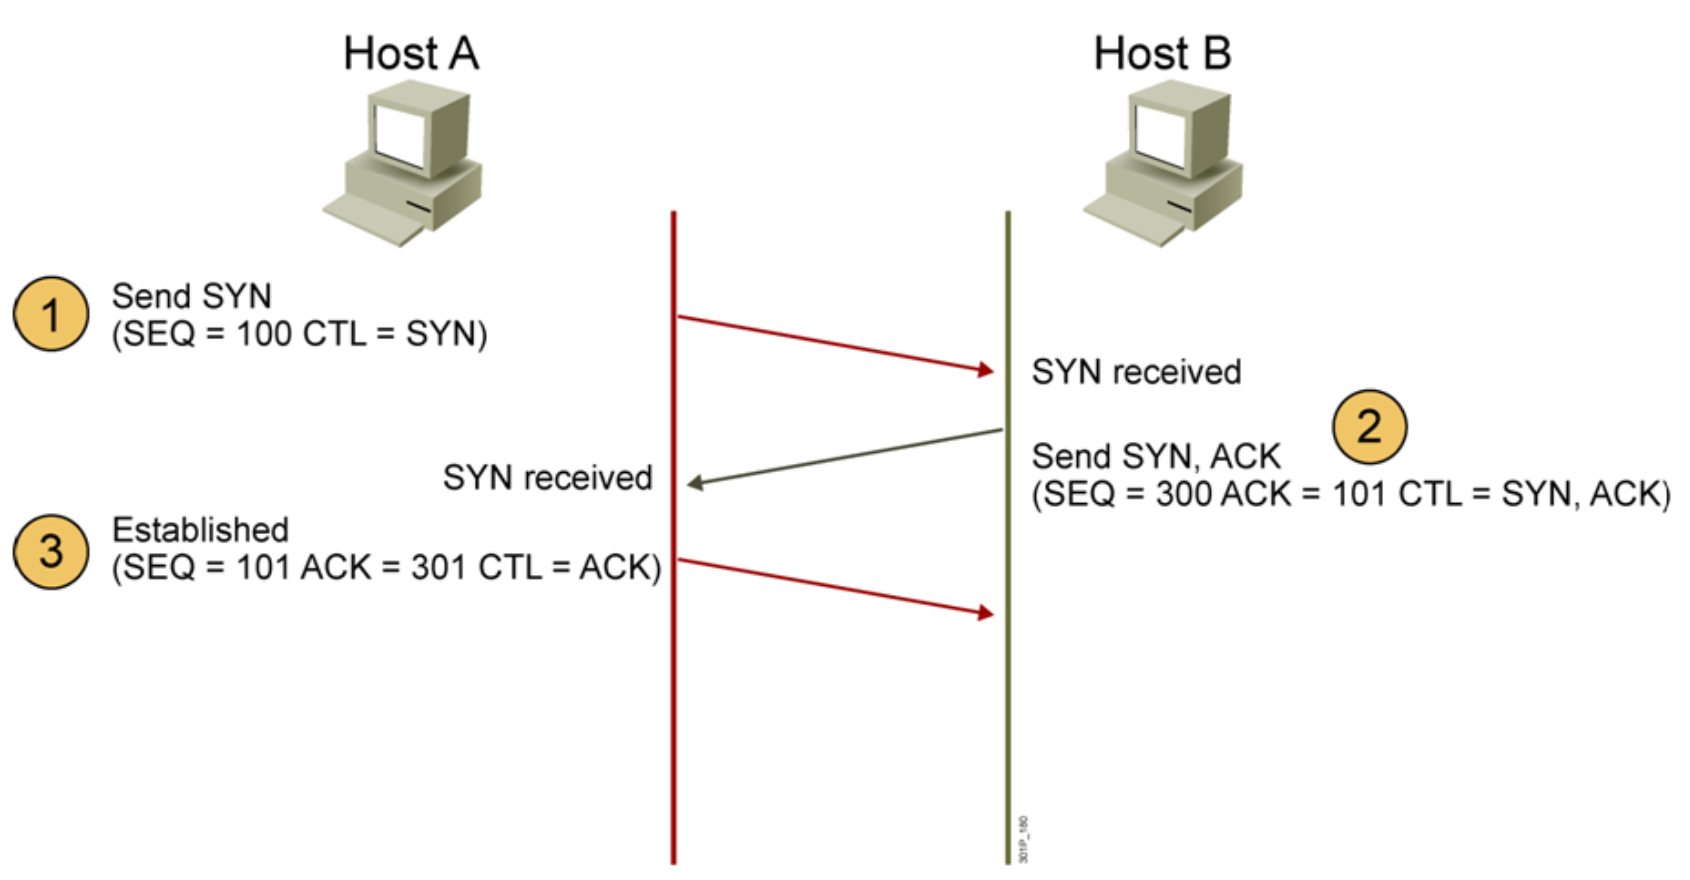 Host A
Host B
1
Send SYN
(SEQ = 100 CTL = SYN)
SYN received
2
Send SYN, ACK
(SEQ = 300 ACK = 101 CTL = SYN, ACK)
SYN received
3
Established
(SEQ = 101 ACK = 301 CTL = ACK)
301P_180